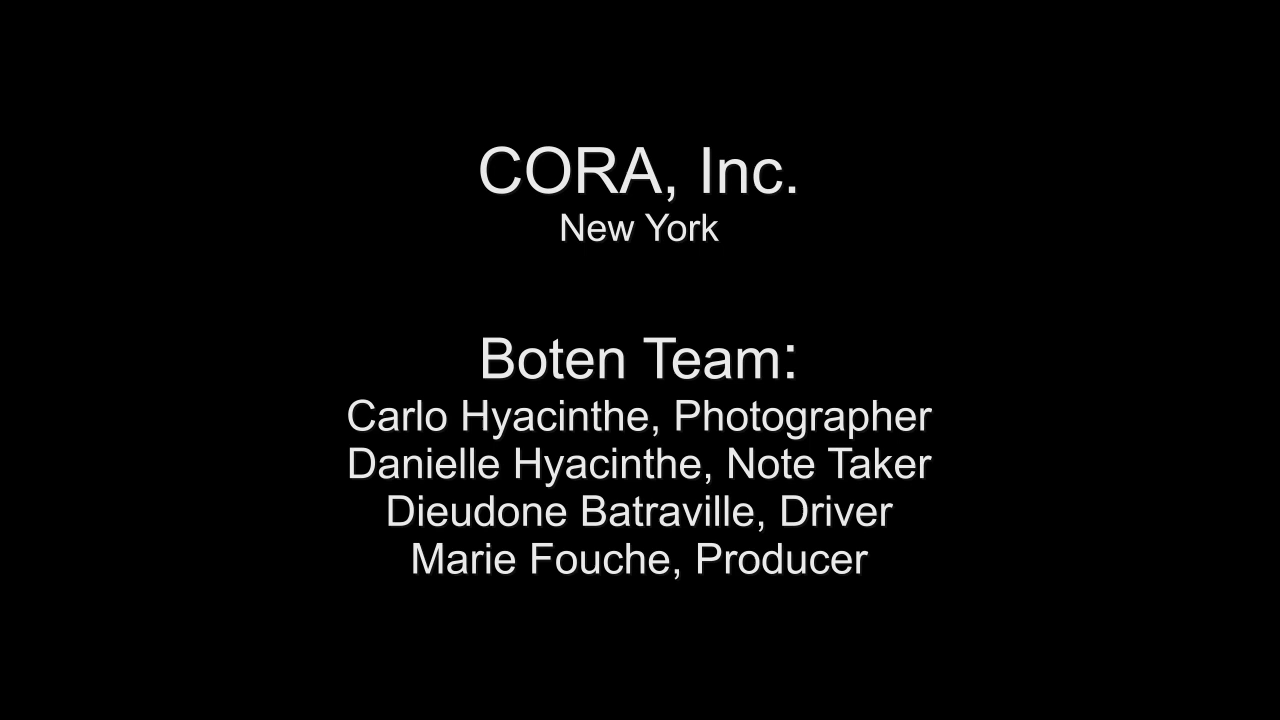 CORA, Inc.
New York
Boten Team:
Carlo Hyacinthe, Photographer
Danielle Hyacinthe, Note Taker
Dieudone Batraville, Driver
Marie Fouche, Producer